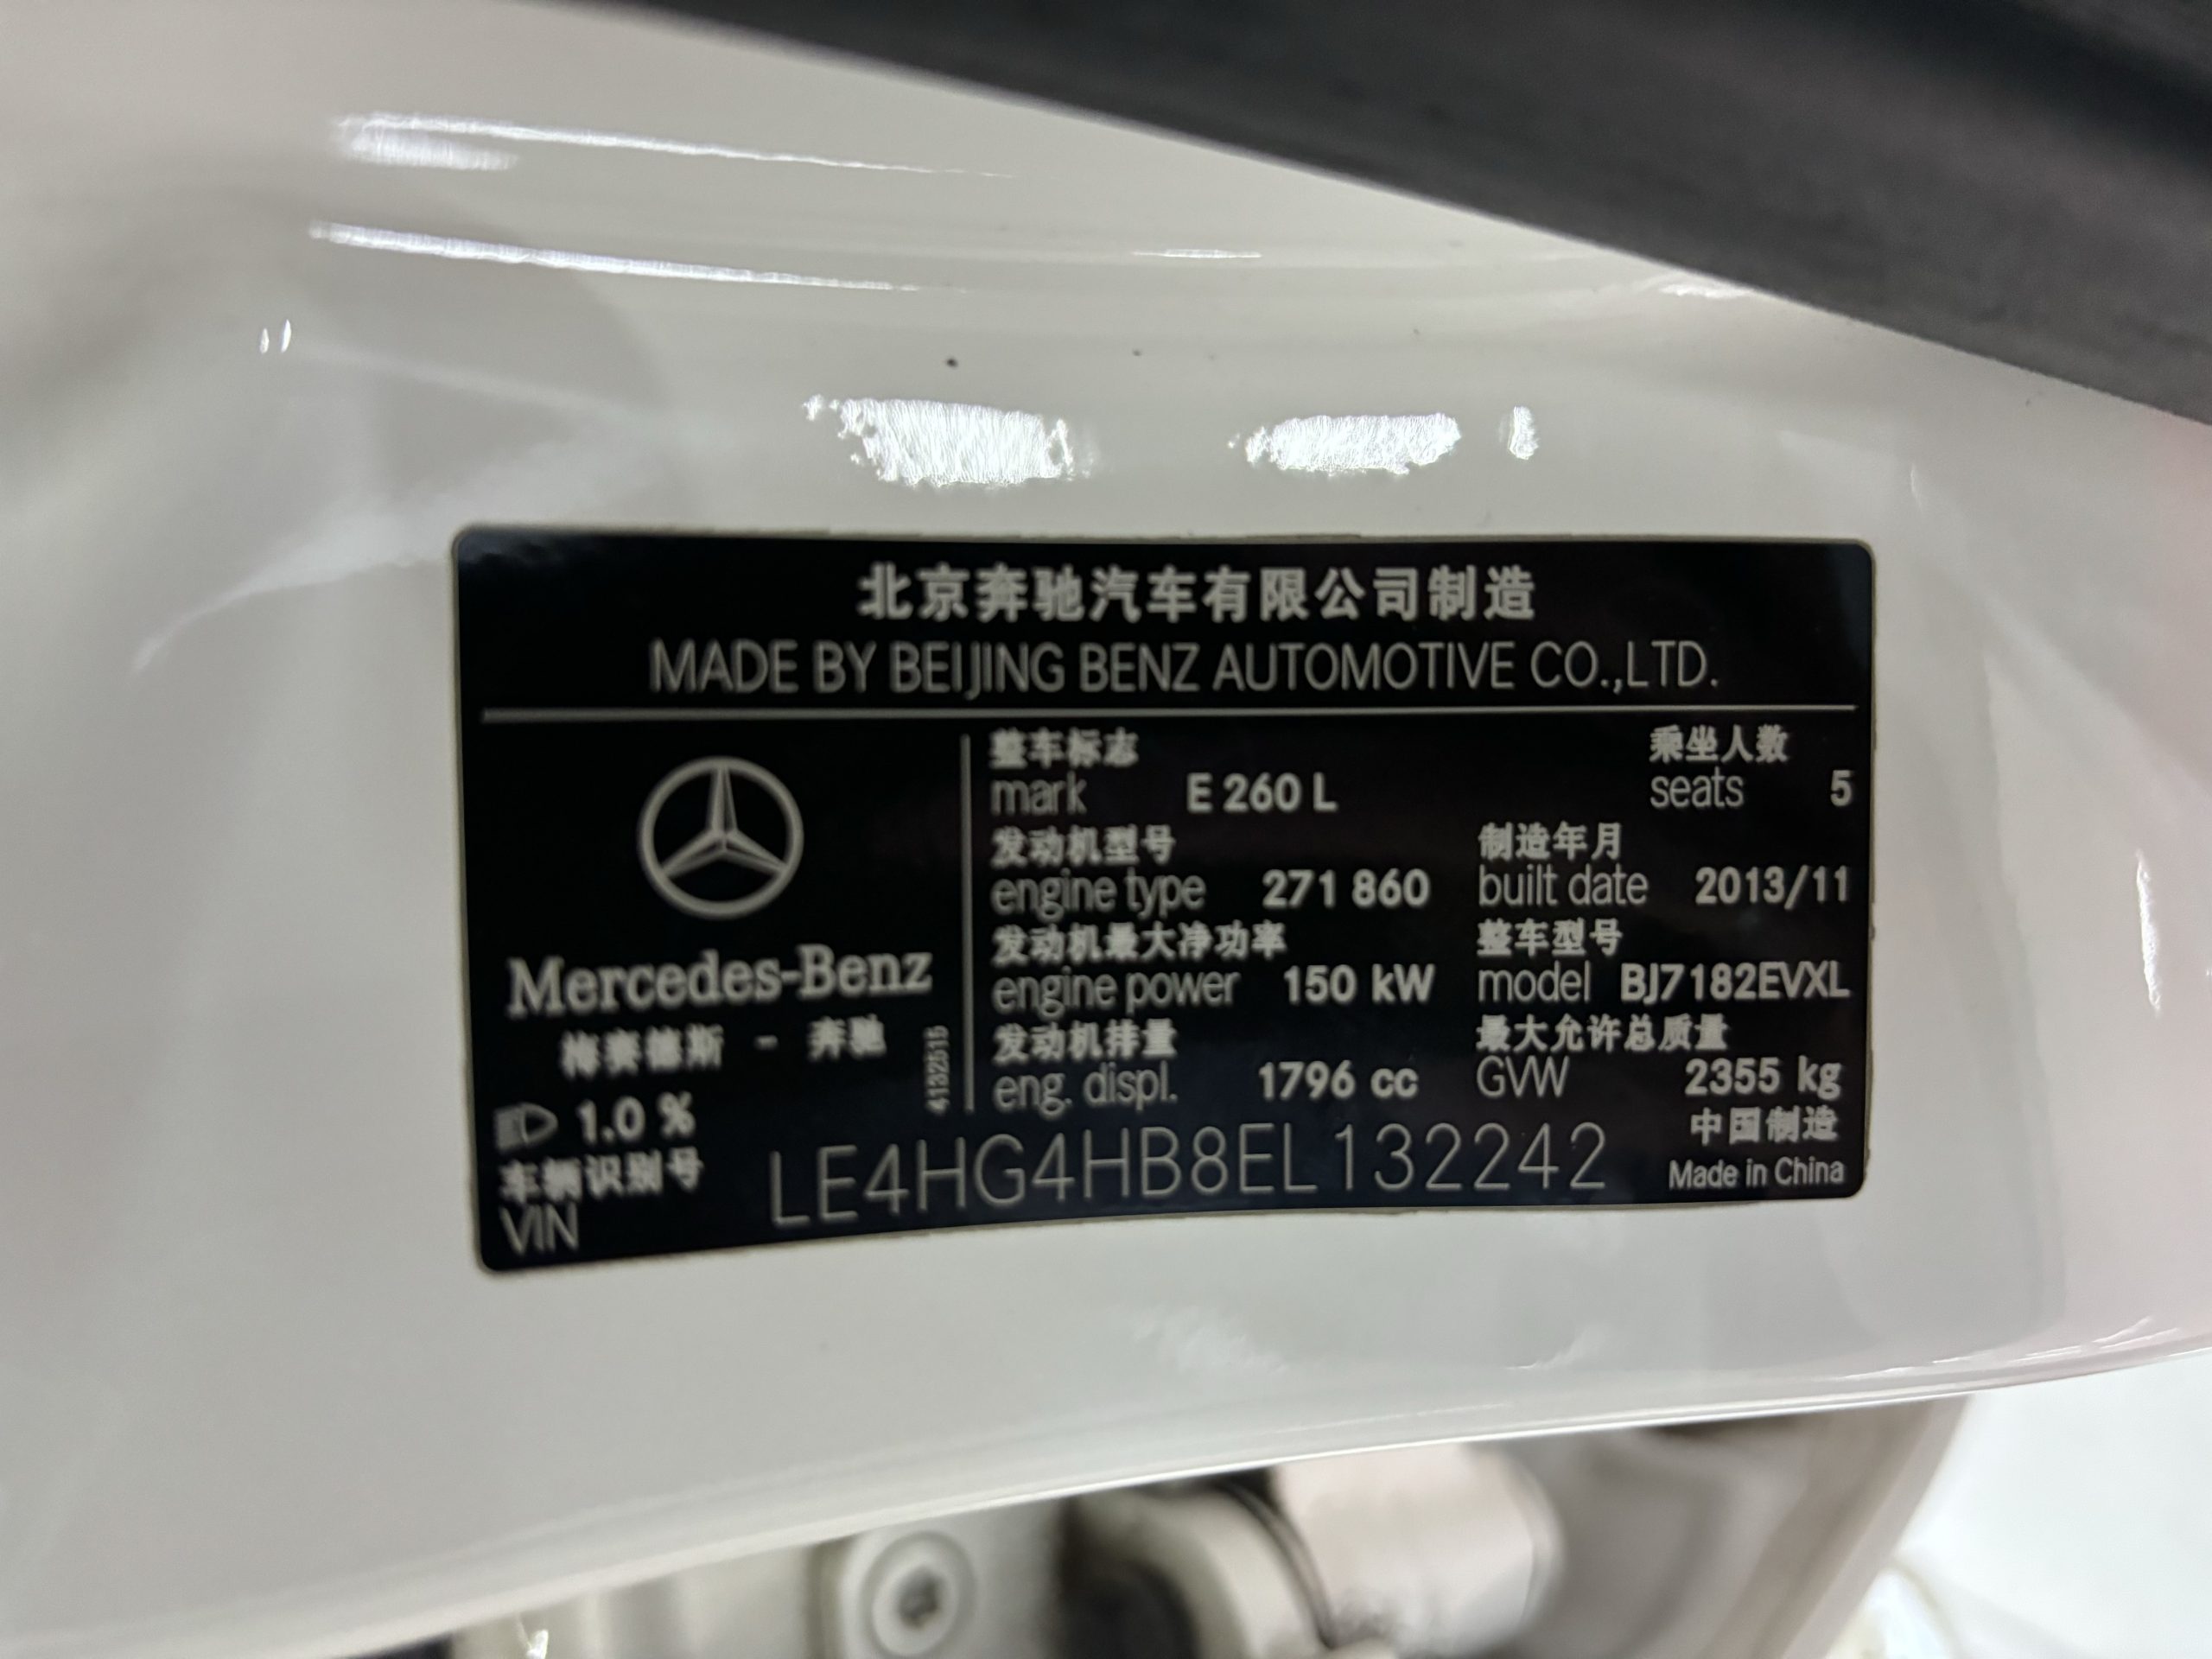 北京奔驰汽车有限公司制造
MADE BY BEIJING BENZ AUTOMOTIVE CO.,LTD.
Mercedes-Benz
梅赛德斯 - 奔驰
4132515
1.0 %
整车标志
mark E 260 L
乘坐人数
seats 5
发动机型号
engine type 271 860
制造年月
built date 2013/11
发动机最大净功率
engine power 150 kW
整车型号
model BJ7182EVXL
发动机排量
eng. displ. 1796 cc
最大允许总质量
GVW 2355 kg
车辆识别号
VIN LE4HG4HB8EL132242
中国制造
Made in China